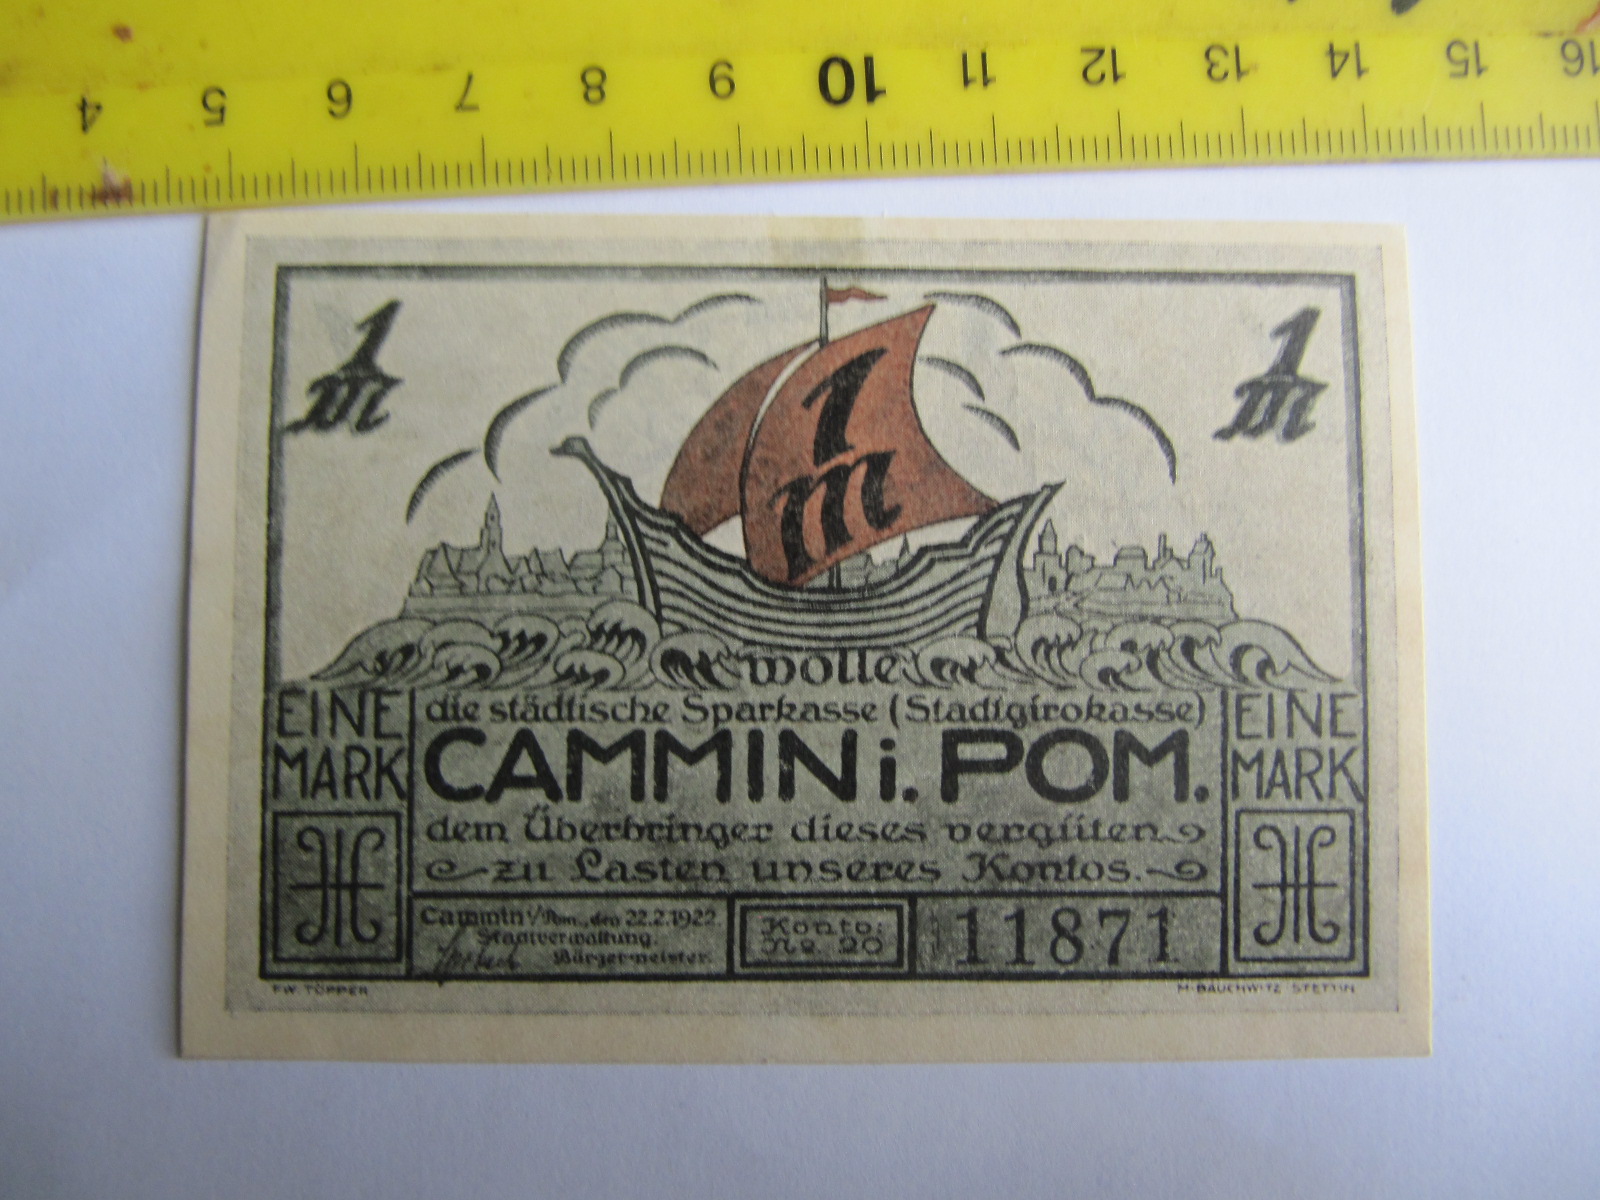 4 5 6 7 8 9 10 11 12 13 14 15 16
1 m
1 m
1 m
wolle
EINE MARK
die städtische Sparkasse (Stadtgirokasse)
CAMMIN i. POM.
dem Überbringer dieses vergüten
zu Lasten unseres Kontos.
EINE MARK
Cammin i/Pom., den 22.2.1922.
Stadtverwaltung.
Bürgermeister.
Konto:
No. 20
11871
FW. TÖPPER
M. BAUCHWITZ STETTIN